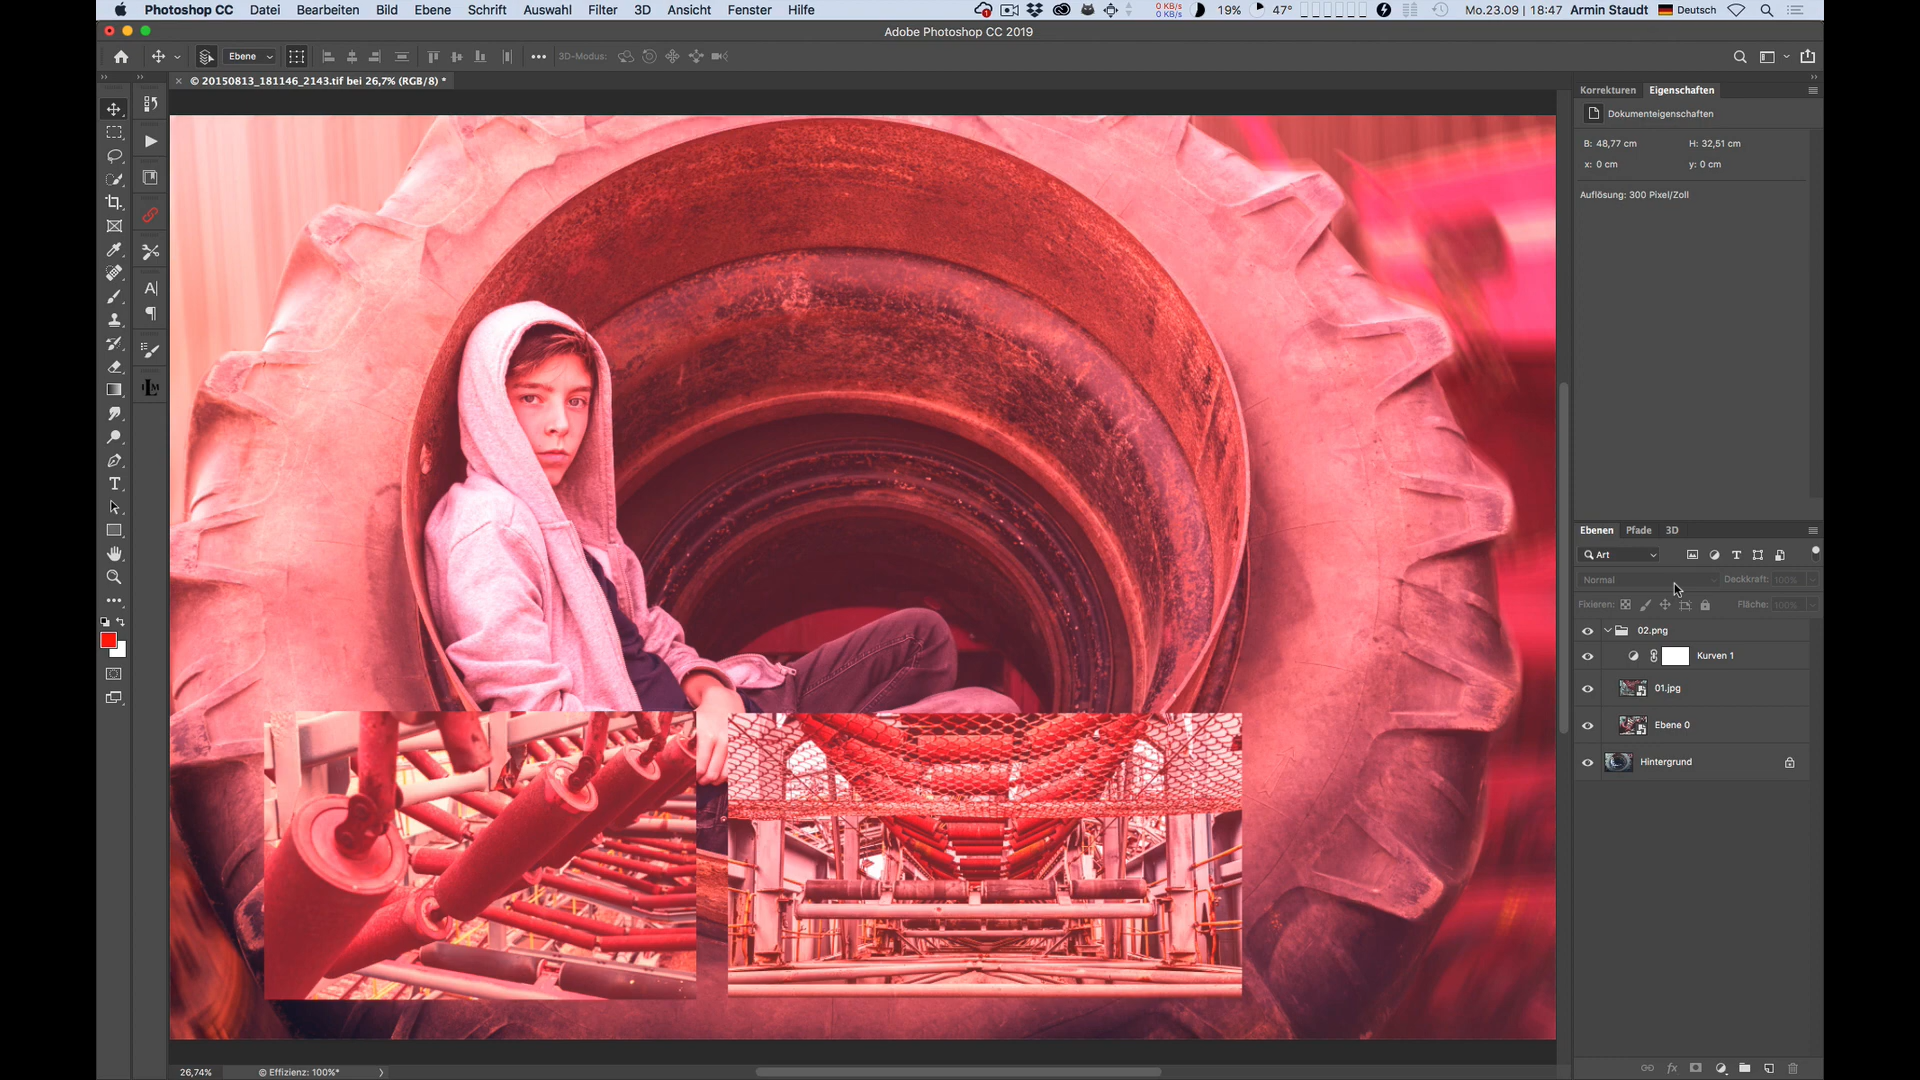 Photoshop CC Datei Bearbeiten Bild Ebene Schrift Auswahl Filter 3D Ansicht Fenster Hilfe 0 KB/s 0 KB/s 19% 47° Mo.23.09 | 18:47 Armin Staudt Deutsch
Adobe Photoshop CC 2019
Ebene 3D-Modus:
© 20150813_181146_2143.tif bei 26,7% (RGB/8) *
Korrekturen Eigenschaften
Dokumenteigenschaften
B: 48,77 cm H: 32,51 cm
x: 0 cm y: 0 cm
Auflösung: 300 Pixel/Zoll
Ebenen Pfade 3D
Art
Normal Deckkraft: 100%
Fixieren: Fläche: 100%
02.png
Kurven 1
01.jpg
Ebene 0
Hintergrund
26,74% © Effizienz: 100%*